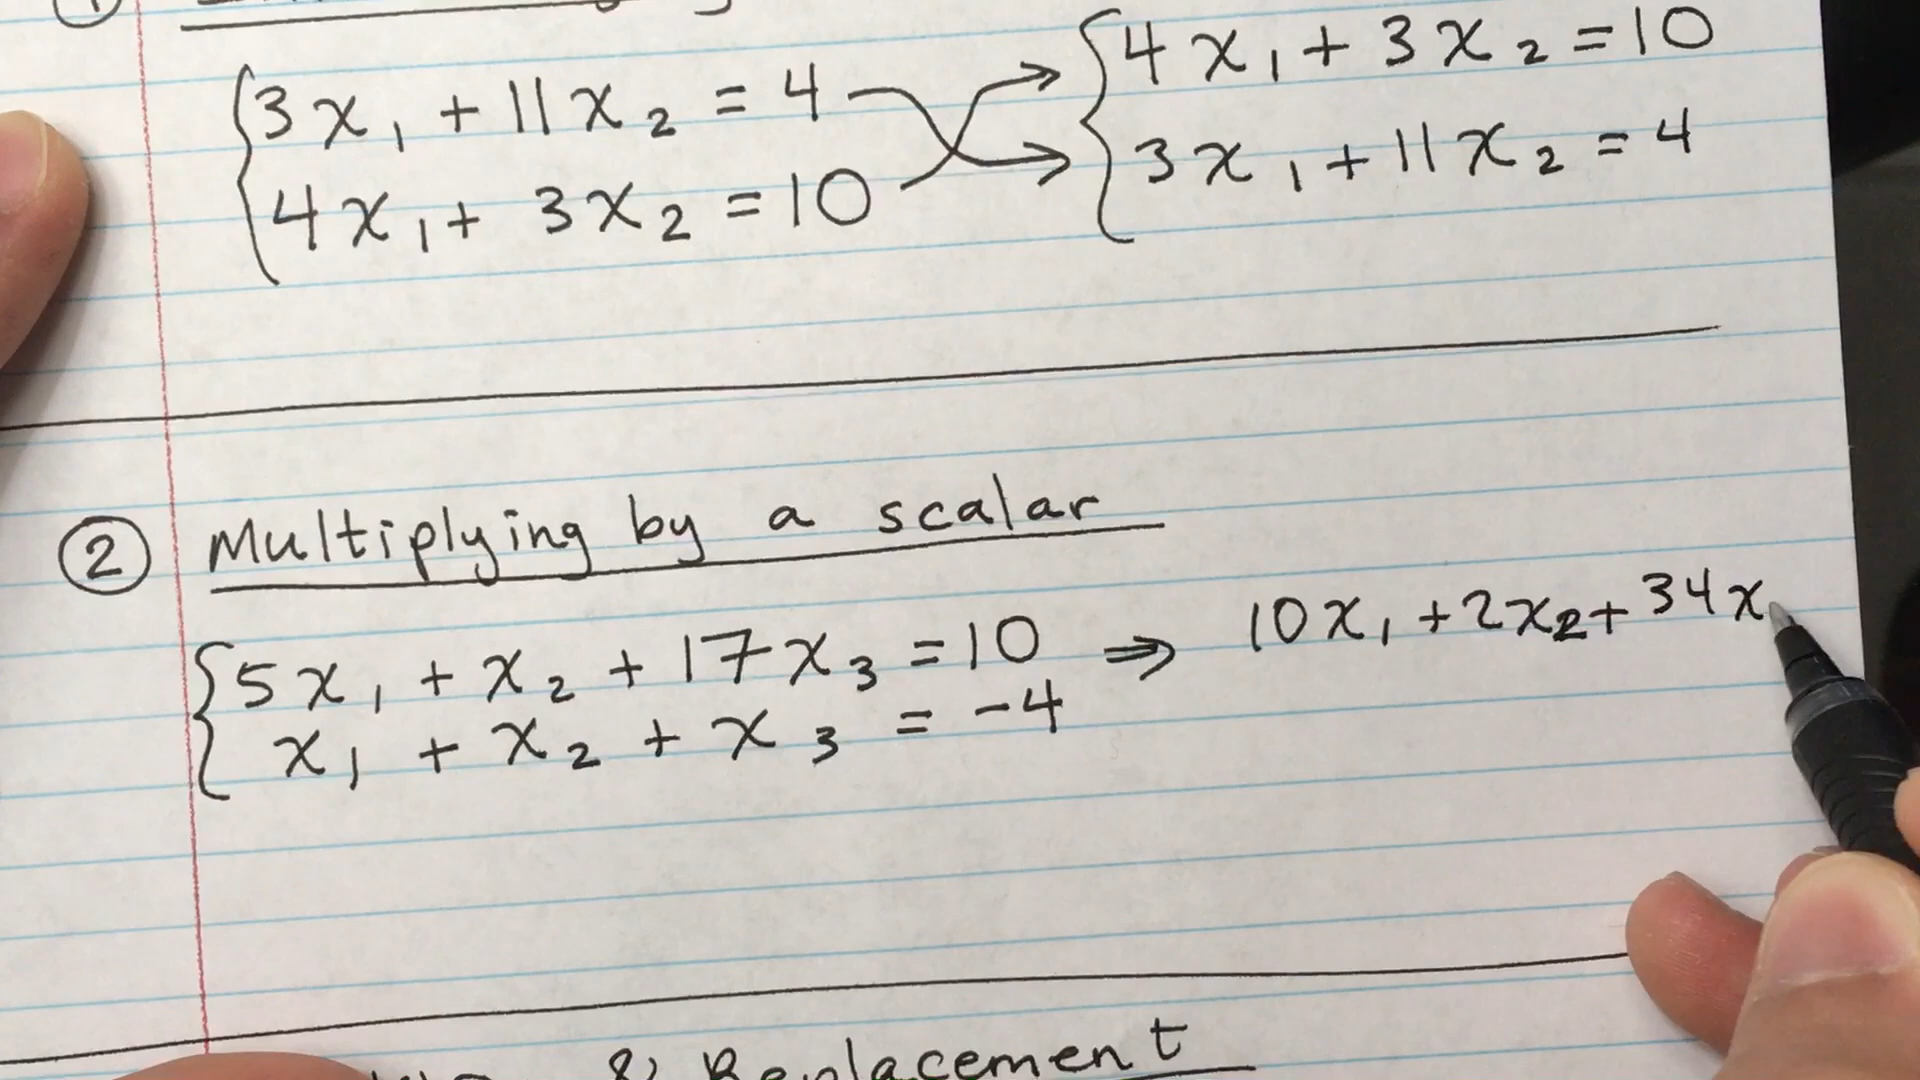 1
3x₁ + 11x₂ = 4
4x₁ + 3x₂ = 10
4x₁ + 3x₂ = 10
3x₁ + 11x₂ = 4
2 Multiplying by a scalar
5x₁ + x₂ + 17x₃ = 10 ⇒ 10x₁ + 2x₂ + 34x
x₁ + x₂ + x₃ = -4
& Replacement